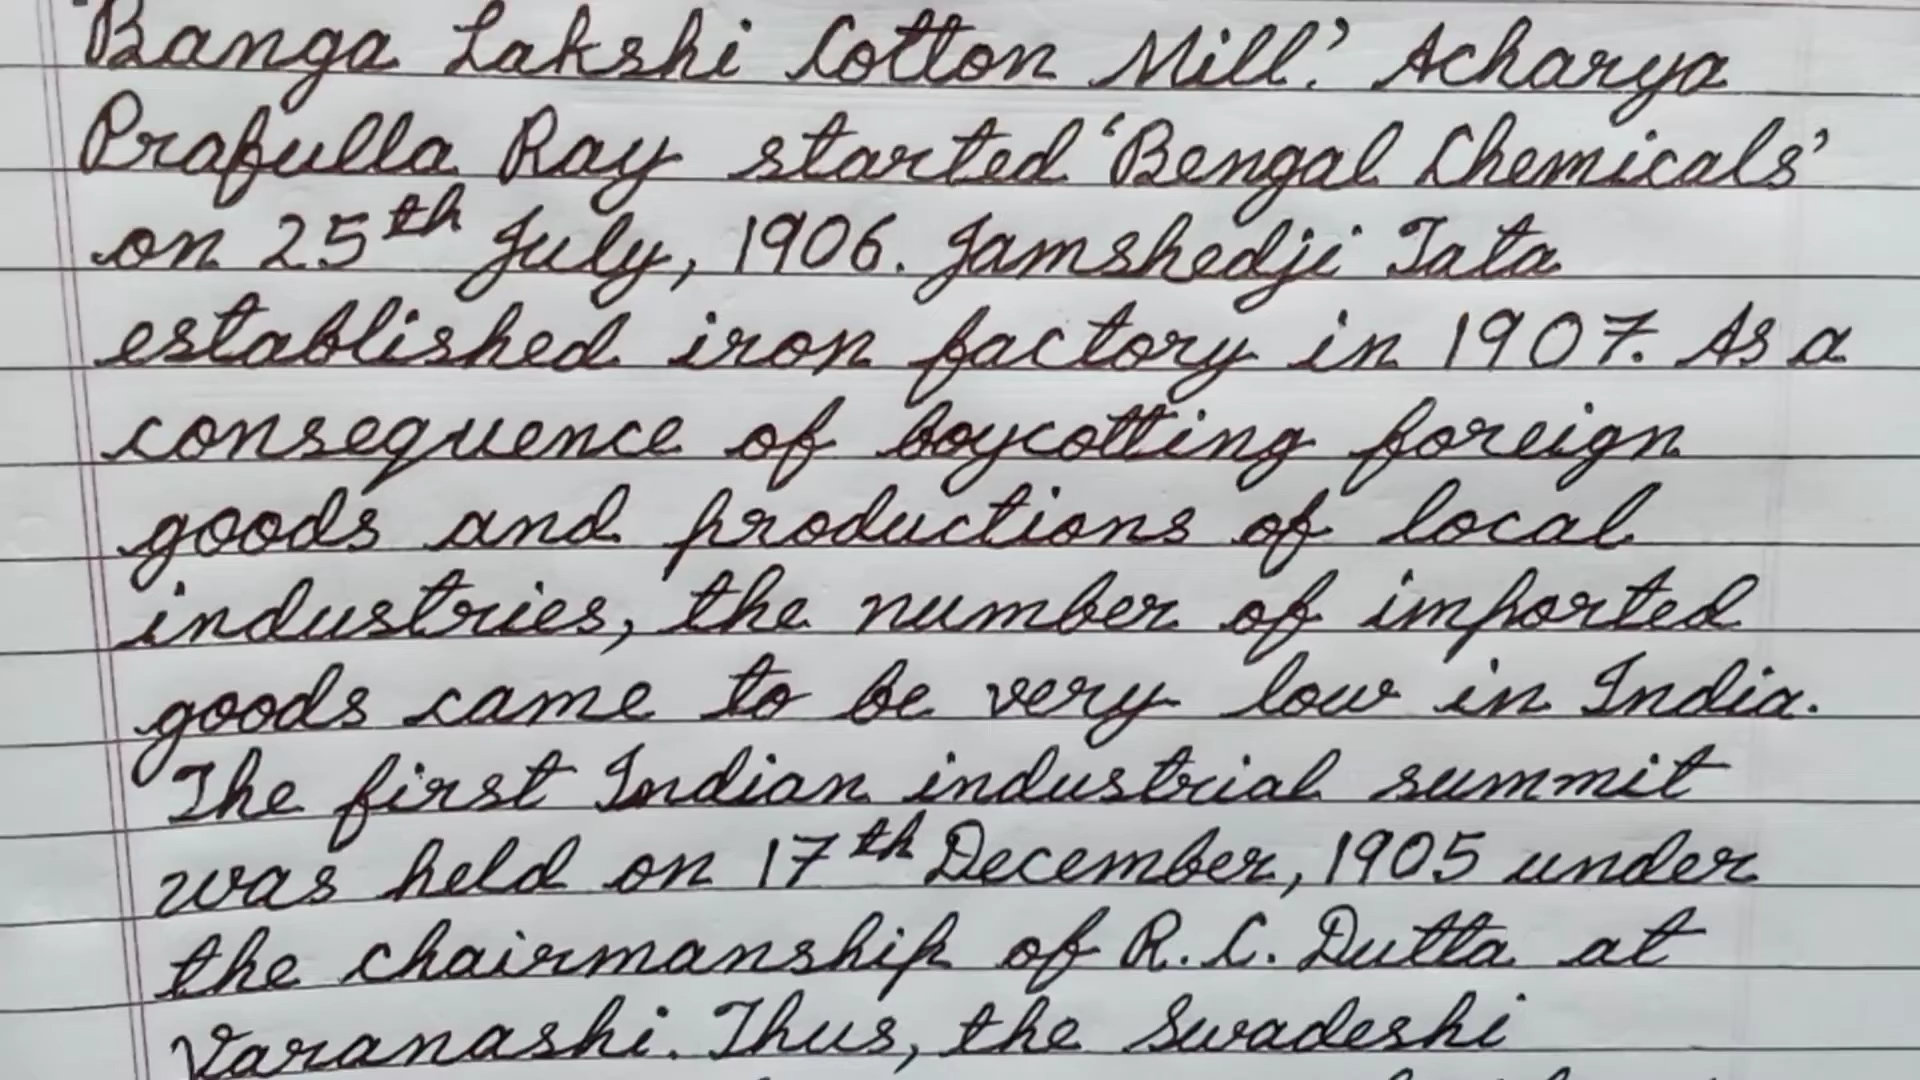 'Banga Lakshi Cotton Mill.' Acharya
Prafulla Ray started 'Bengal Chemicals'
on 25th July, 1906. Jamshedji Tata
established iron factory in 1907. As a
consequence of boycotting foreign
goods and productions of local
industries, the number of imported
goods came to be very low in India.
The first Indian industrial summit
was held on 17th December, 1905 under
the chairmanship of R. C. Dutta at
Varanashi. Thus, the Swadeshi